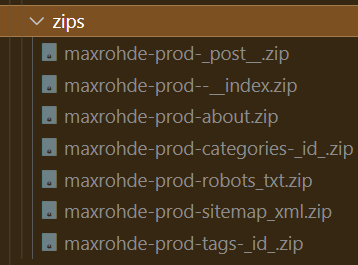 zips
maxrohde-prod-_post__.zip
maxrohde-prod--__index.zip
maxrohde-prod-about.zip
maxrohde-prod-categories-_id_.zip
maxrohde-prod-robots_txt.zip
maxrohde-prod-sitemap_xml.zip
maxrohde-prod-tags-_id_.zip